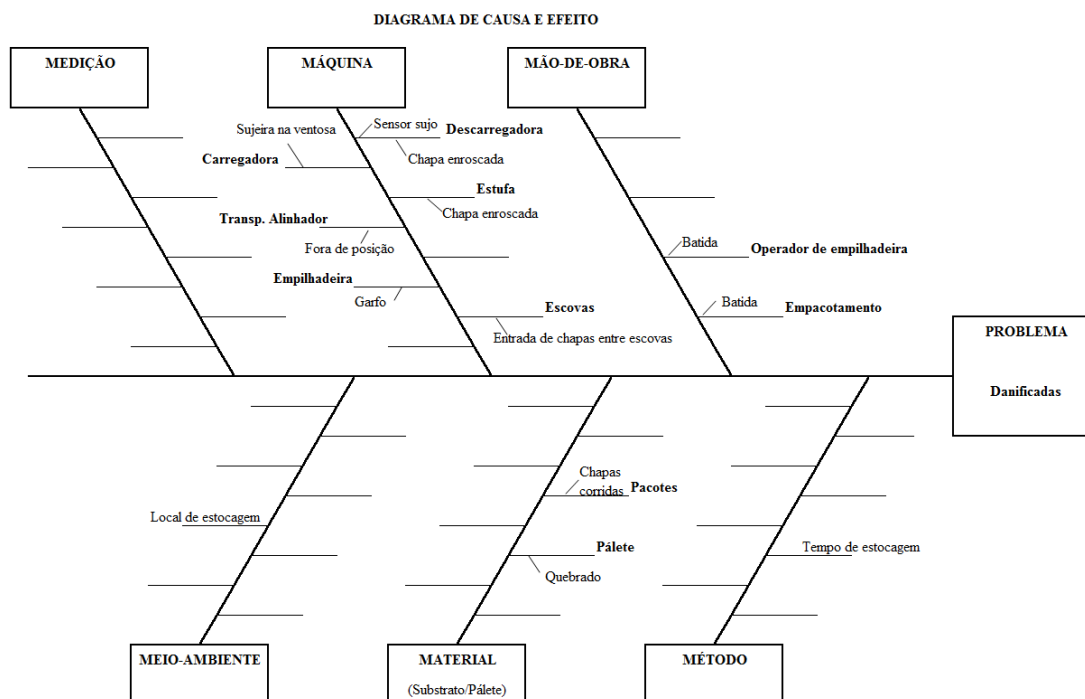 DIAGRAMA DE CAUSA E EFEITO
MEDIÇÃO
MÁQUINA
MÃO-DE-OBRA
Sujeira na ventosa
Sensor sujo
Descarregadora
Carregadora
Chapa enroscada
Estufa
Chapa enroscada
Transp. Alinhador
Fora de posição
Batida
Operador de empilhadeira
Empilhadeira
Garfo
Batida
Empacotamento
Escovas
Entrada de chapas entre escovas
PROBLEMA
Danificadas
Chapas
corridas
Pacotes
Local de estocagem
Pálete
Quebrado
Tempo de estocagem
MEIO-AMBIENTE
MATERIAL
(Substrato/Pálete)
MÉTODO